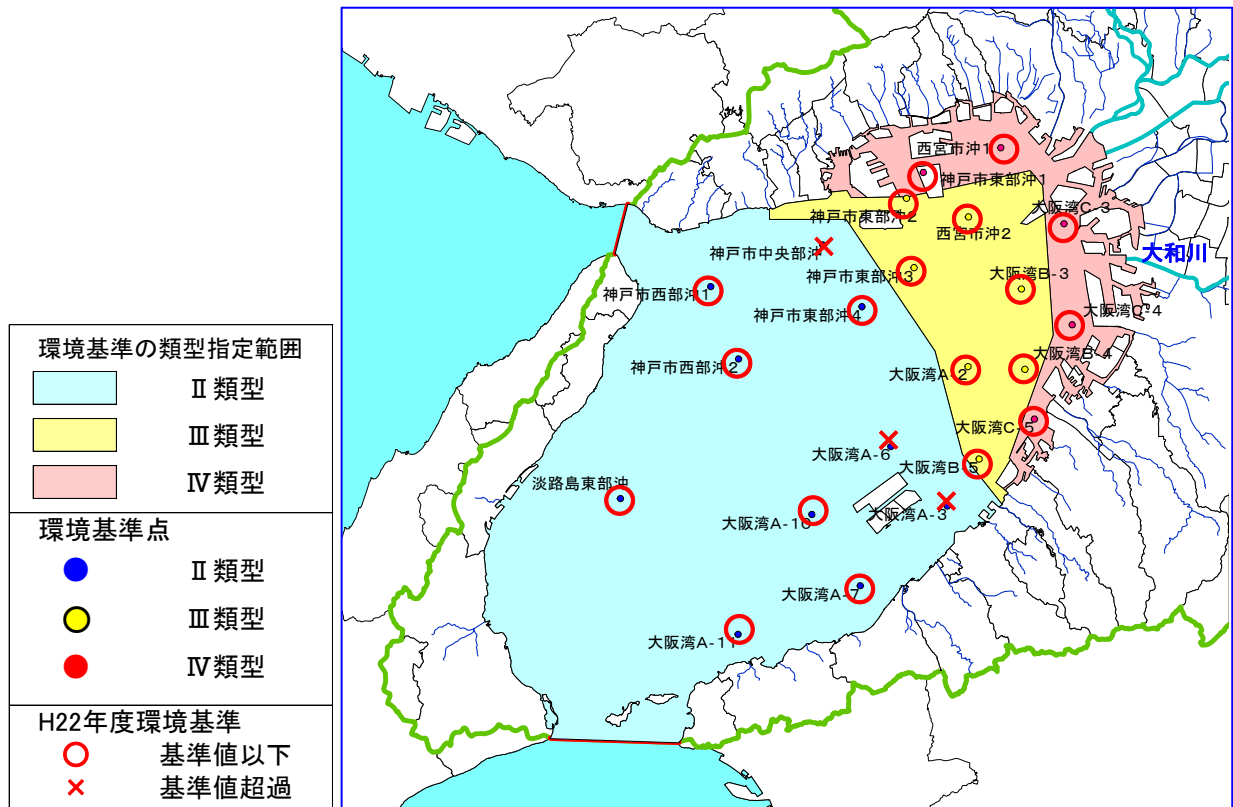 環境基準の類型指定範囲
Ⅱ類型
Ⅲ類型
Ⅳ類型
環境基準点
Ⅱ類型
Ⅲ類型
Ⅳ類型
H22年度環境基準
基準値以下
基準値超過
西宮市沖1
神戸市東部沖1
神戸市東部沖2
大阪湾C-3
西宮市沖2
神戸市中央部沖
大和川
神戸市東部沖3
大阪湾B-3
神戸市西部沖1
神戸市東部沖4
大阪湾C-4
大阪湾B-4
神戸市西部沖2
大阪湾A-2
大阪湾C-5
大阪湾A-6
大阪湾B-5
淡路島東部沖
大阪湾A-10
大阪湾A-3
大阪湾A-7
大阪湾A-11